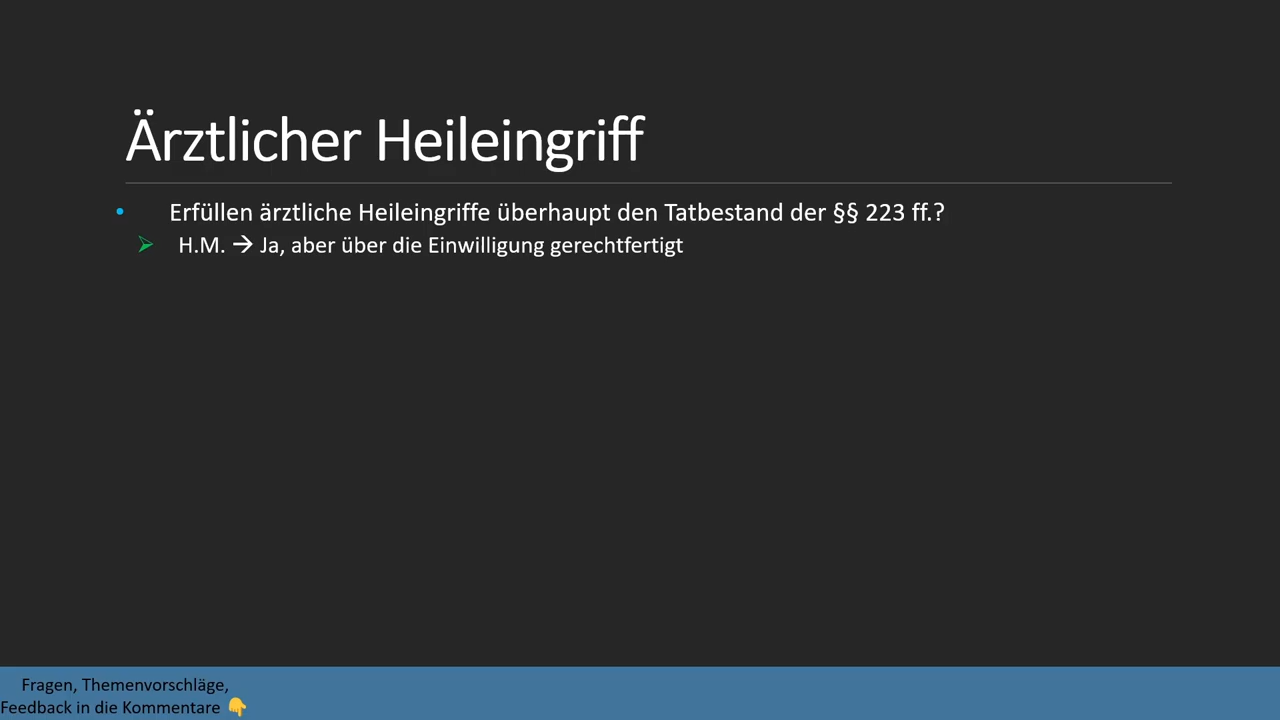 Ärztlicher Heileingriff
• Erfüllen ärztliche Heileingriffe überhaupt den Tatbestand der §§ 223 ff.?
➢ H.M. → Ja, aber über die Einwilligung gerechtfertigt
Fragen, Themenvorschläge,
Feedback in die Kommentare 👇